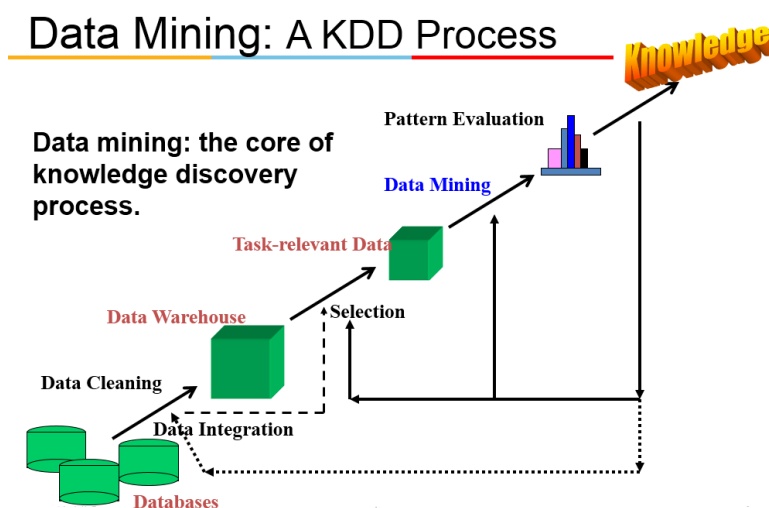 Data Mining: A KDD Process
Knowledge
Pattern Evaluation
Data mining: the core of
knowledge discovery
process.
Data Mining
Task-relevant Data
Data Warehouse
Selection
Data Cleaning
Data Integration
Databases